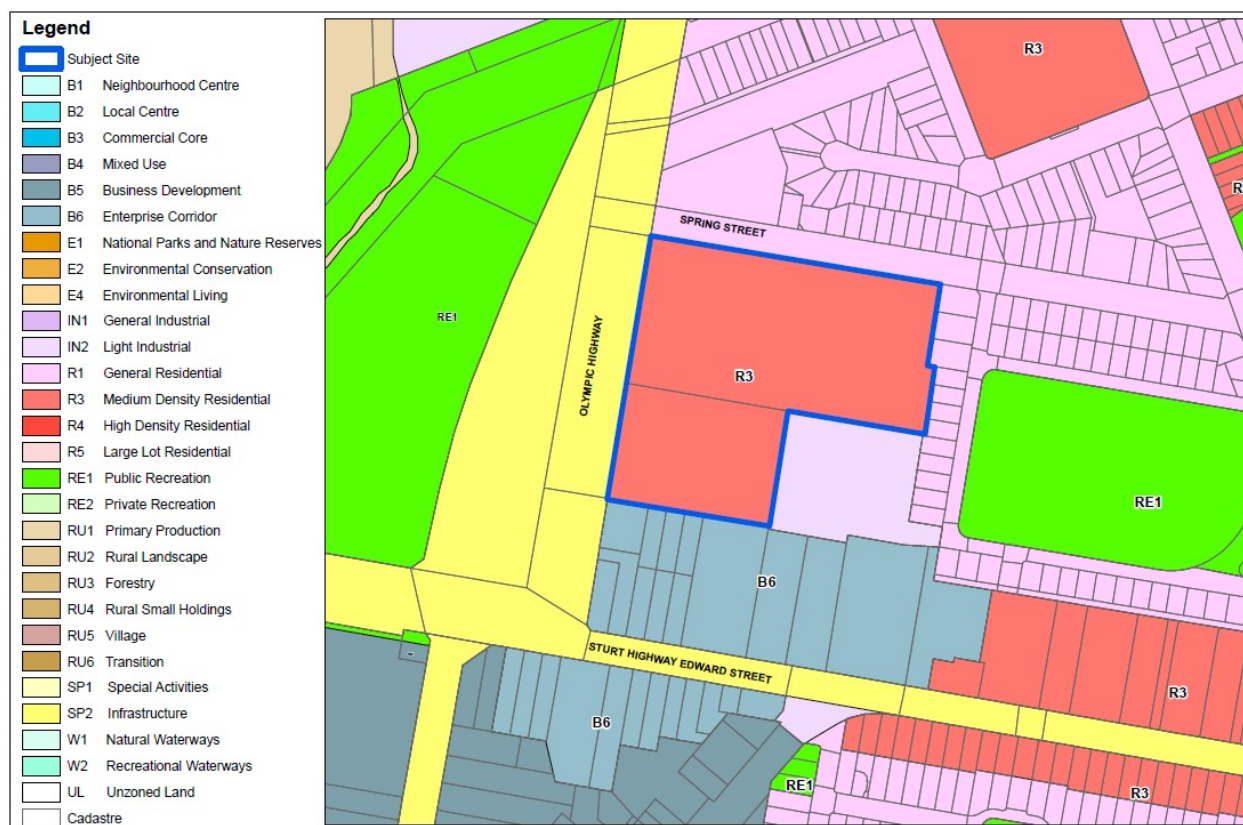 Legend
Subject Site
B1 Neighbourhood Centre
B2 Local Centre
B3 Commercial Core
B4 Mixed Use
B5 Business Development
B6 Enterprise Corridor
E1 National Parks and Nature Reserves
E2 Environmental Conservation
E4 Environmental Living
IN1 General Industrial
IN2 Light Industrial
R1 General Residential
R3 Medium Density Residential
R4 High Density Residential
R5 Large Lot Residential
RE1 Public Recreation
RE2 Private Recreation
RU1 Primary Production
RU2 Rural Landscape
RU3 Forestry
RU4 Rural Small Holdings
RU5 Village
RU6 Transition
SP1 Special Activities
SP2 Infrastructure
W1 Natural Waterways
W2 Recreational Waterways
UL Unzoned Land
Cadastre
R3
SPRING STREET
RE1
OLYMPIC HIGHWAY
R3
RE1
B6
STURT HIGHWAY EDWARD STREET
R3
B6
RE1
R3